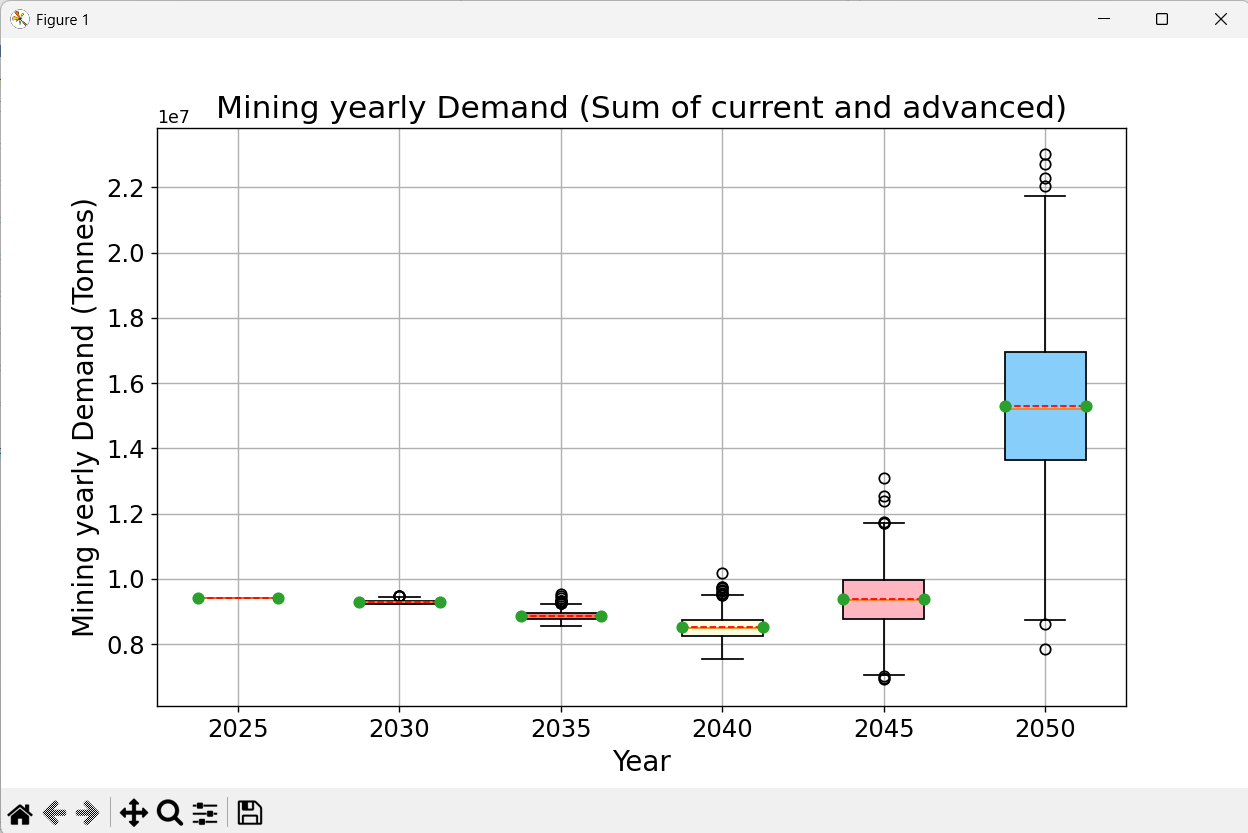 Figure 1
Mining yearly Demand (Sum of current and advanced)
1e7
2.2
2.0
1.8
1.6
1.4
1.2
1.0
0.8
Mining yearly Demand (Tonnes)
2025 2030 2035 2040 2045 2050
Year